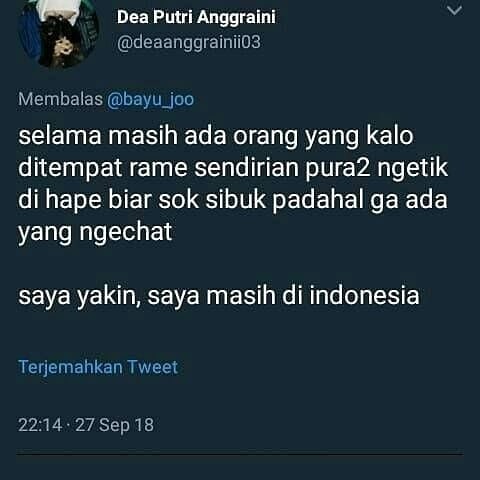 Dea Putri Anggraini
@deaanggrainii03
Membalas @bayu_joo
selama masih ada orang yang kalo
ditempat rame sendirian pura2 ngetik
di hape biar sok sibuk padahal ga ada
yang ngechat
saya yakin, saya masih di indonesia
Terjemahkan Tweet
22:14 · 27 Sep 18